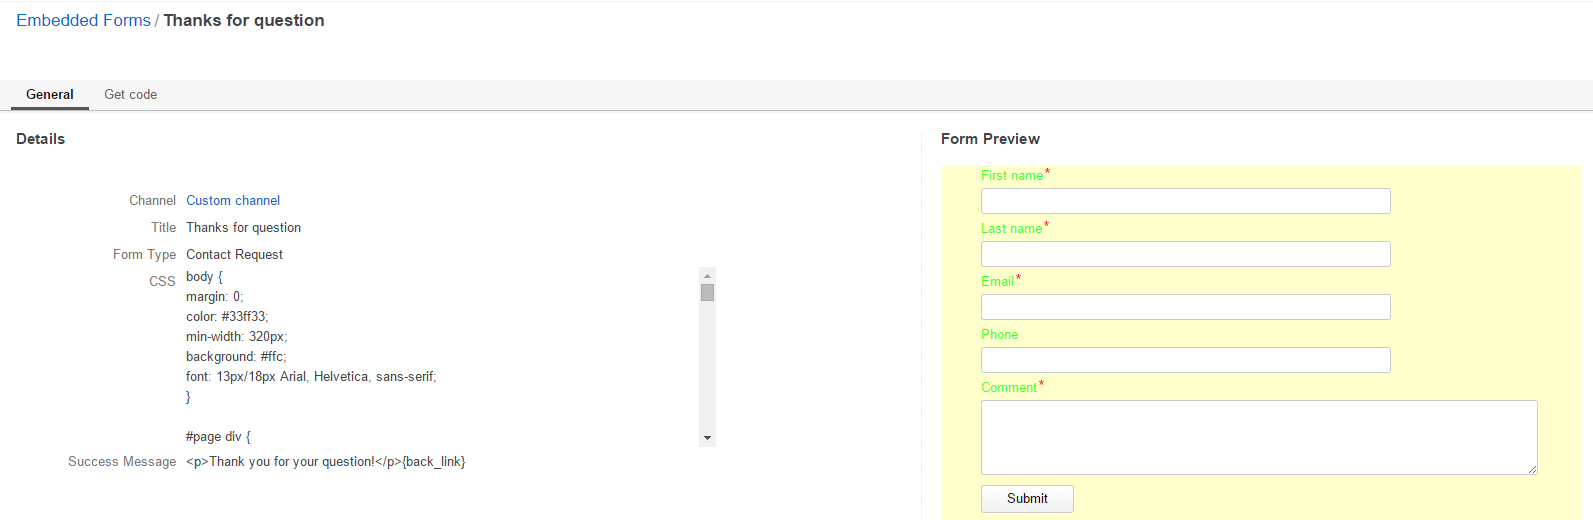 Embedded Forms / Thanks for question
General Get code
Details
Channel Custom channel
Title Thanks for question
Form Type Contact Request
CSS body {
margin: 0;
color: #33ff33;
min-width: 320px;
background: #ffc;
font: 13px/18px Arial, Helvetica, sans-serif;
}
#page div {
Success Message <p>Thank you for your question!</p>{back_link}
Form Preview
First name*
Last name*
Email*
Phone
Comment*
Submit